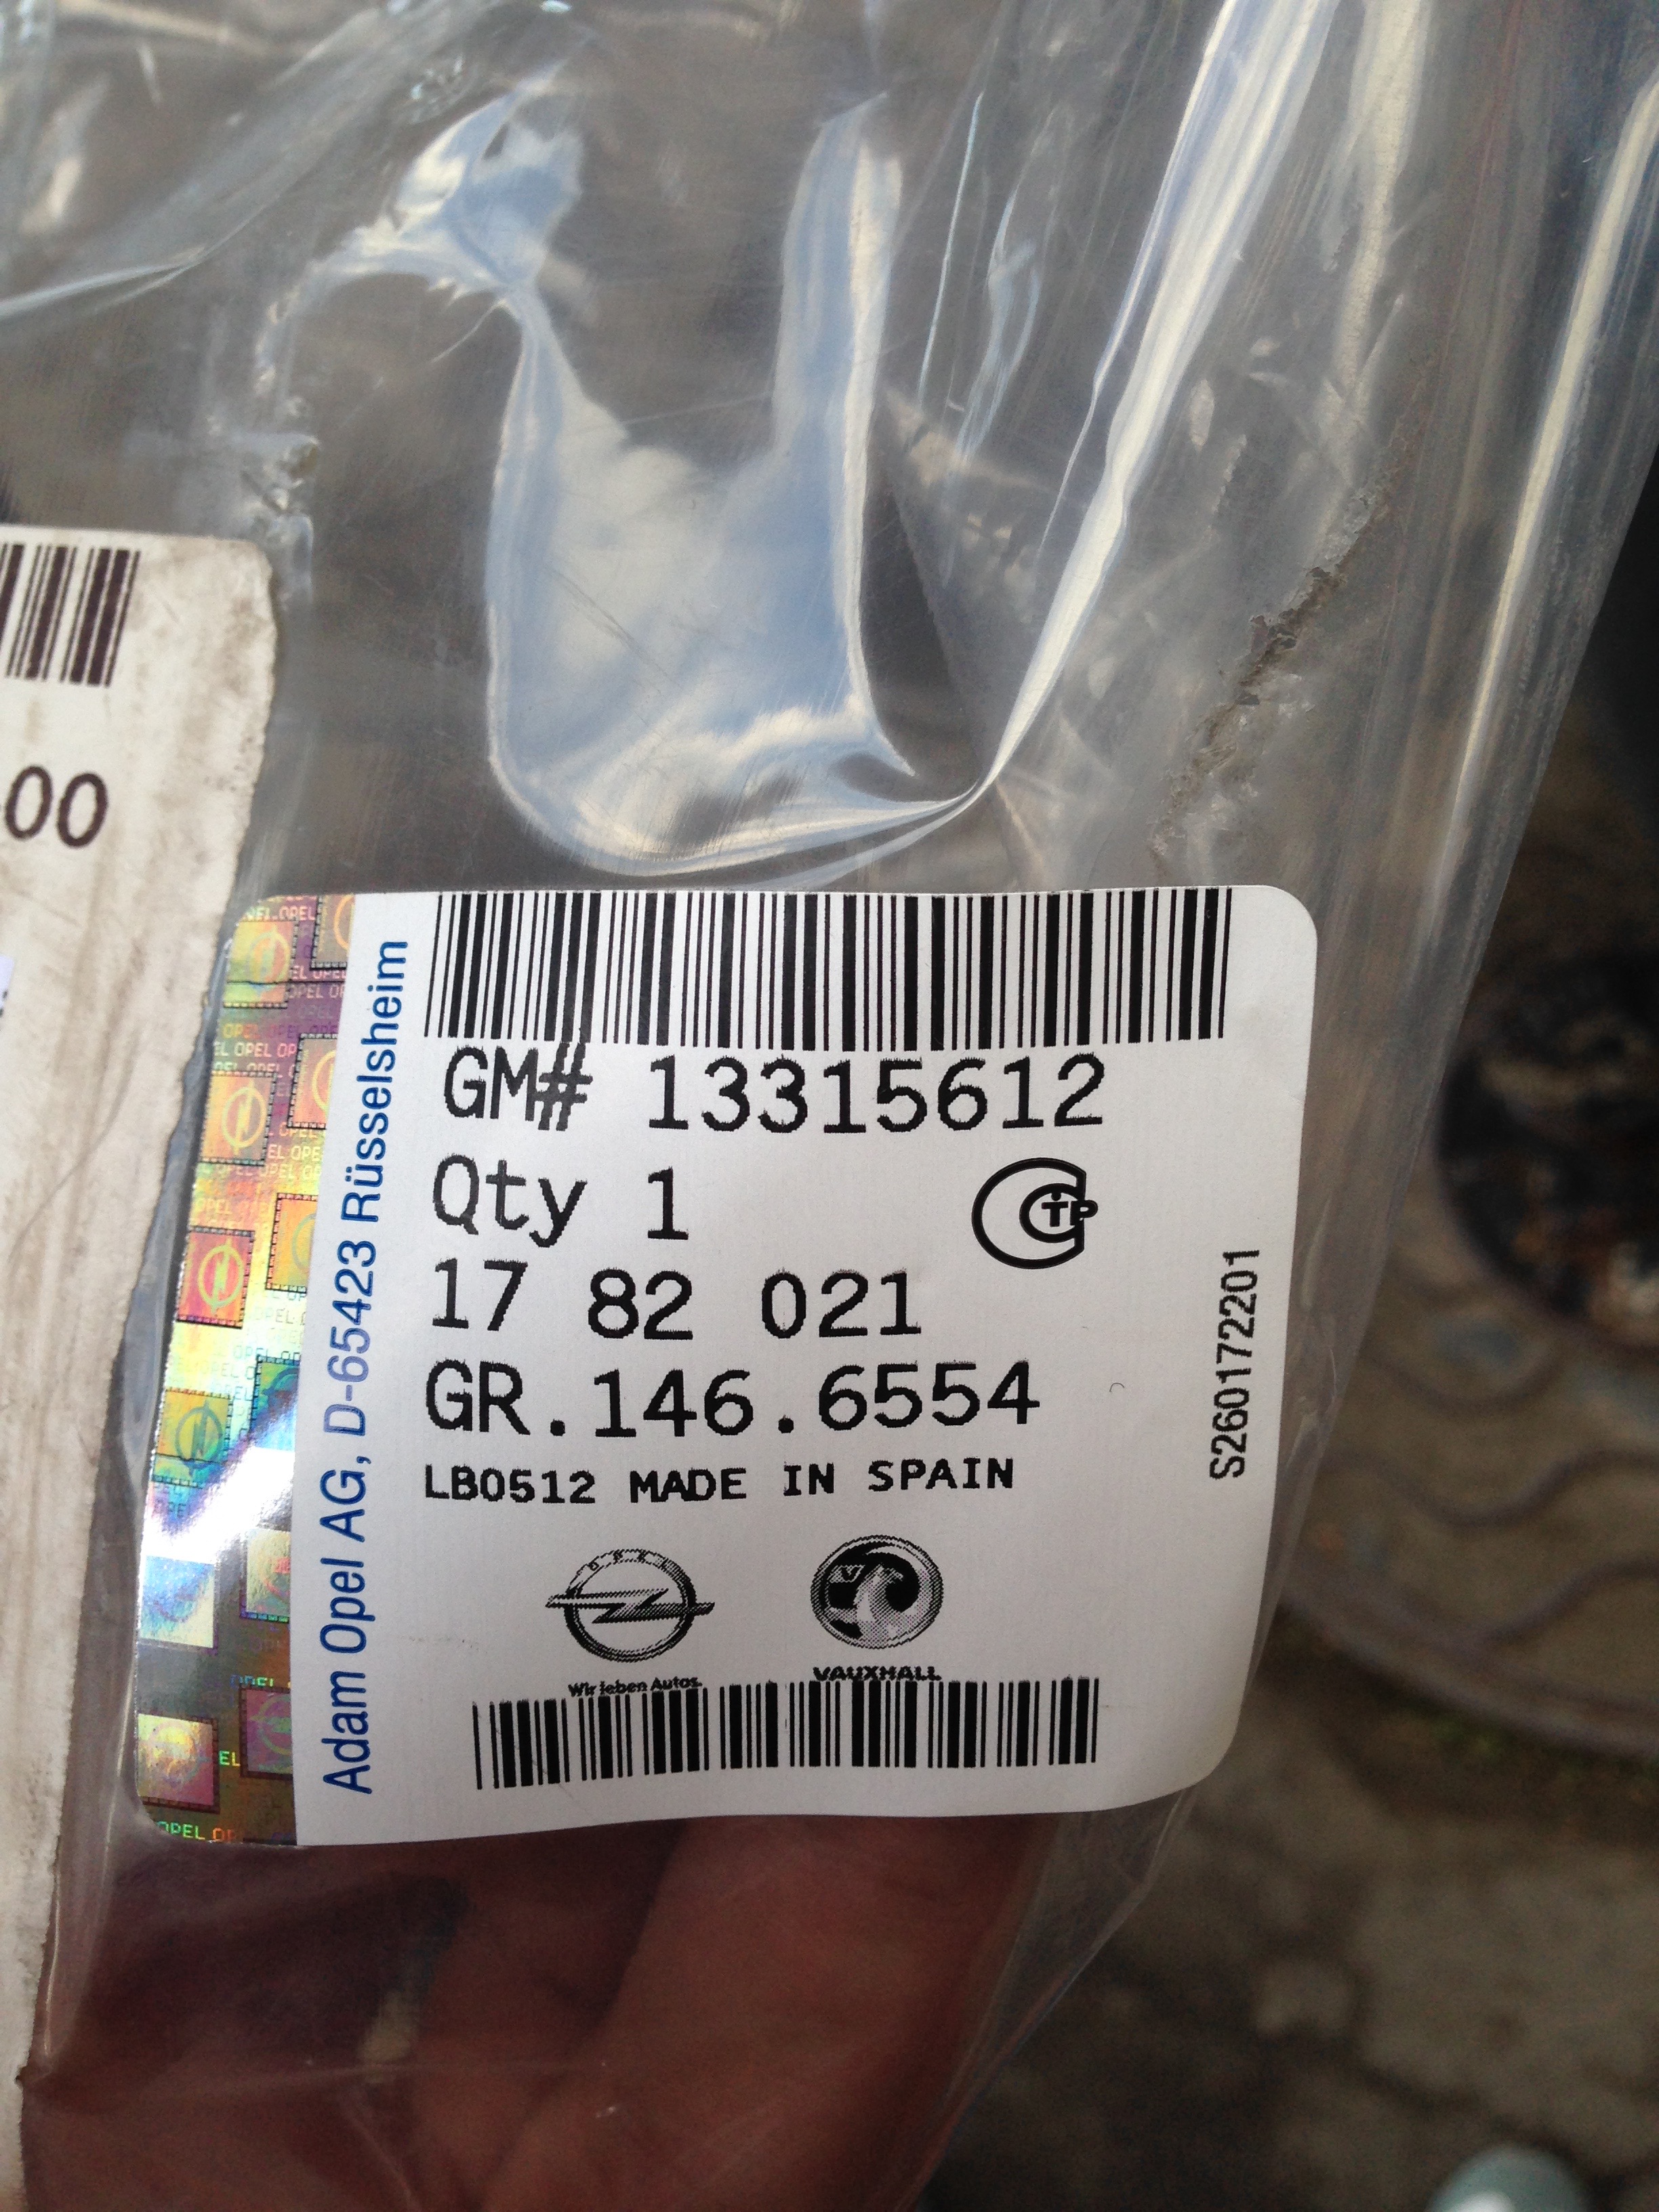 00
Adam Opel AG, D-65423 Rüsselsheim
GM# 13315612
Qty 1
17 82 021
GR.146.6554
LB0512 MADE IN SPAIN
S260172201
OPEL
Wir leben Autos.
VAUXHALL